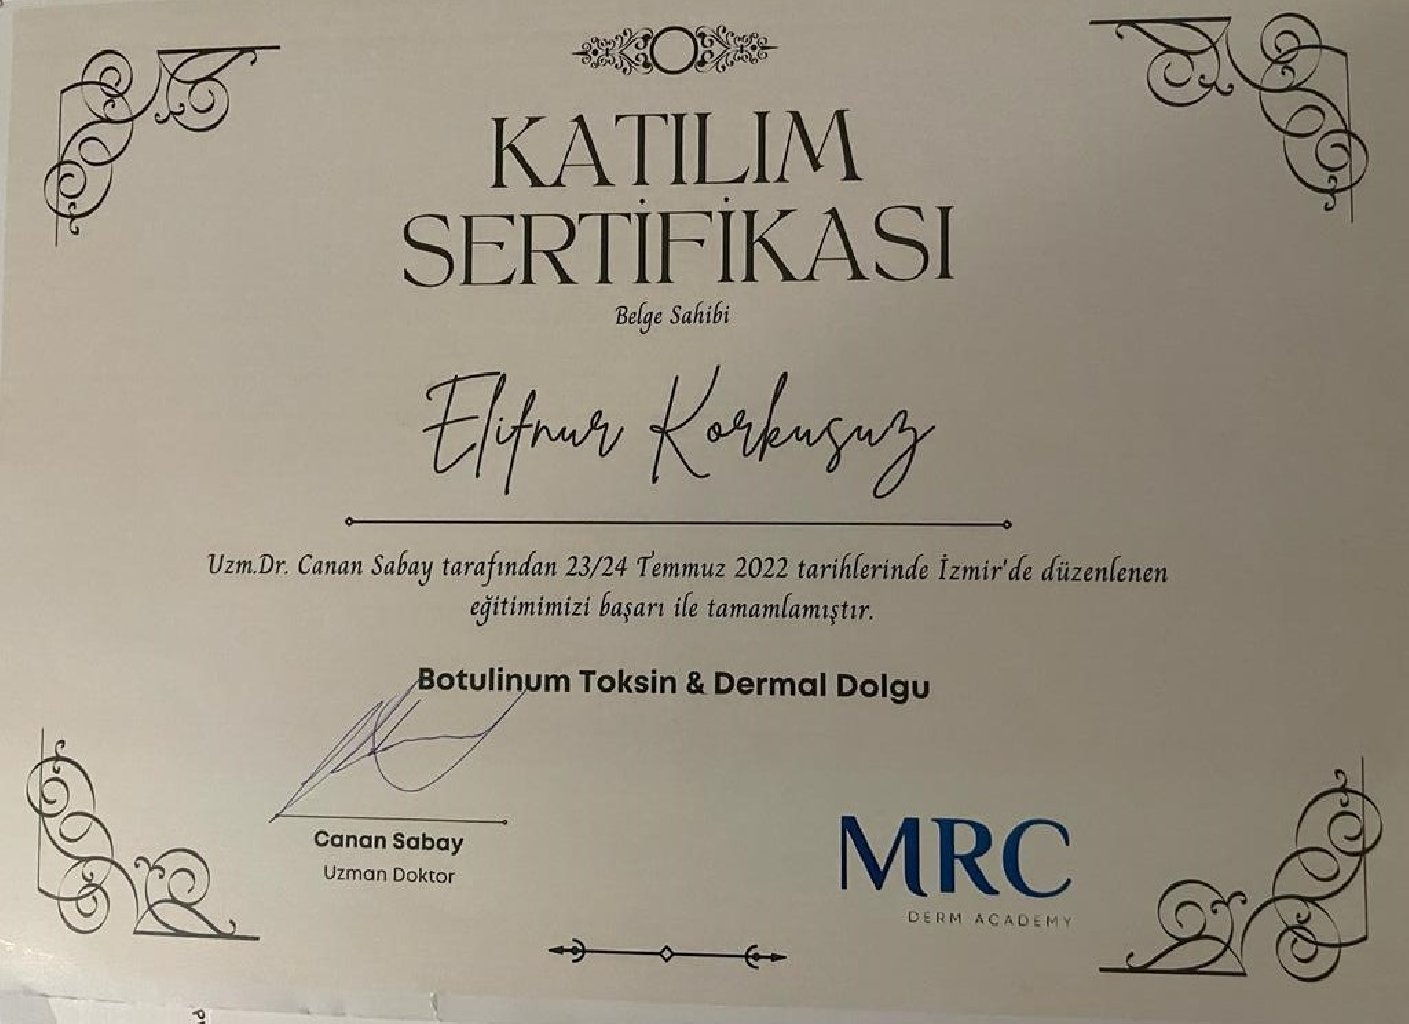 KATILIM
SERTİFİKASI
Belge Sahibi
Elifnur Korkusuz
Uzm.Dr. Canan Sabay tarafından 23/24 Temmuz 2022 tarihlerinde İzmir'de düzenlenen
eğitimimizi başarı ile tamamlamıştır.
Botulinum Toksin & Dermal Dolgu
Canan Sabay
Uzman Doktor
MRC
DERM ACADEMY